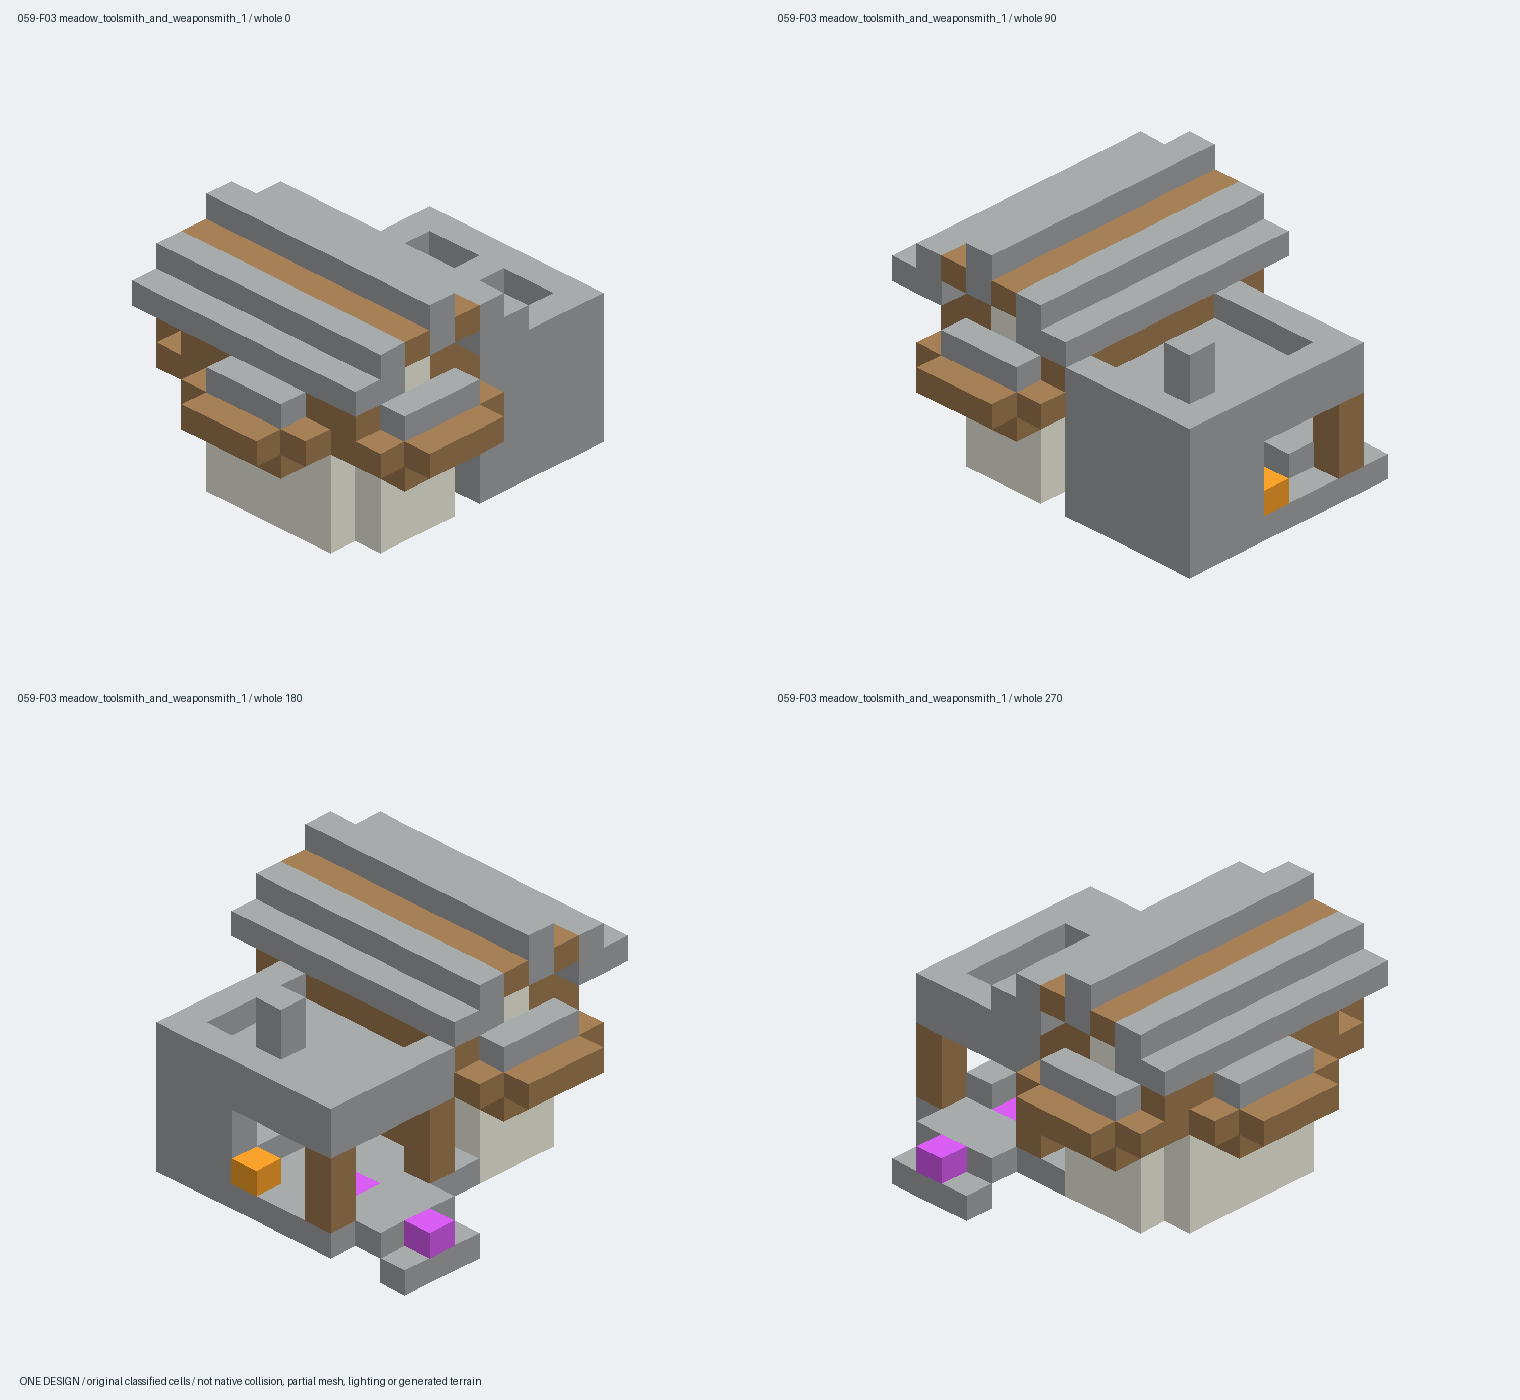 059-F03 meadow_toolsmith_and_weaponsmith_1 / whole 0
059-F03 meadow_toolsmith_and_weaponsmith_1 / whole 90
059-F03 meadow_toolsmith_and_weaponsmith_1 / whole 180
059-F03 meadow_toolsmith_and_weaponsmith_1 / whole 270
ONE DESIGN / original classified cells / not native collision, partial mesh, lighting or generated terrain